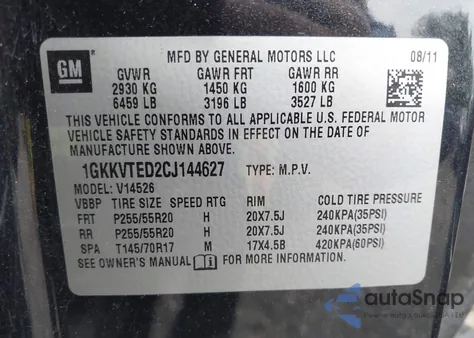 GM
MFD BY GENERAL MOTORS LLC 08/11
GVWR GAWR FRT GAWR RR
2930 KG 1450 KG 1600 KG
6459 LB 3196 LB 3527 LB
THIS VEHICLE CONFORMS TO ALL APPLICABLE U.S. FEDERAL MOTOR
VEHICLE SAFETY STANDARDS IN EFFECT ON THE DATE OF
MANUFACTURE SHOWN ABOVE.
1GKKVTED2CJ144627 TYPE: M.P.V.
MODEL: V14526
VBBP TIRE SIZE SPEED RTG RIM COLD TIRE PRESSURE
FRT P255/55R20 H 20X7.5J 240KPA(35PSI)
RR P255/55R20 H 20X7.5J 240KPA(35PSI)
SPA T145/70R17 M 17X4.5B 420KPA(60PSI)
SEE OWNER'S MANUAL i FOR MORE INFORMATION.
autoSnap